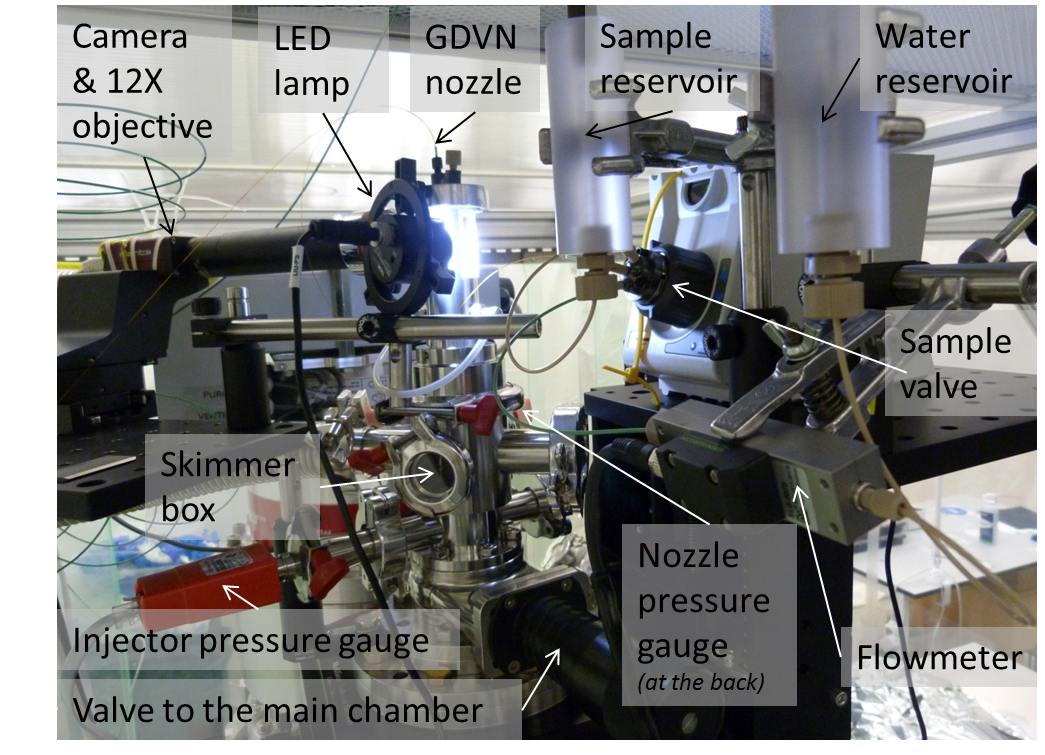 Camera
& 12X
objective
LED
lamp
GDVN
nozzle
Sample
reservoir
Water
reservoir
Sample
valve
Skimmer
box
Nozzle
pressure
gauge
(at the back)
Injector pressure gauge
Flowmeter
Valve to the main chamber